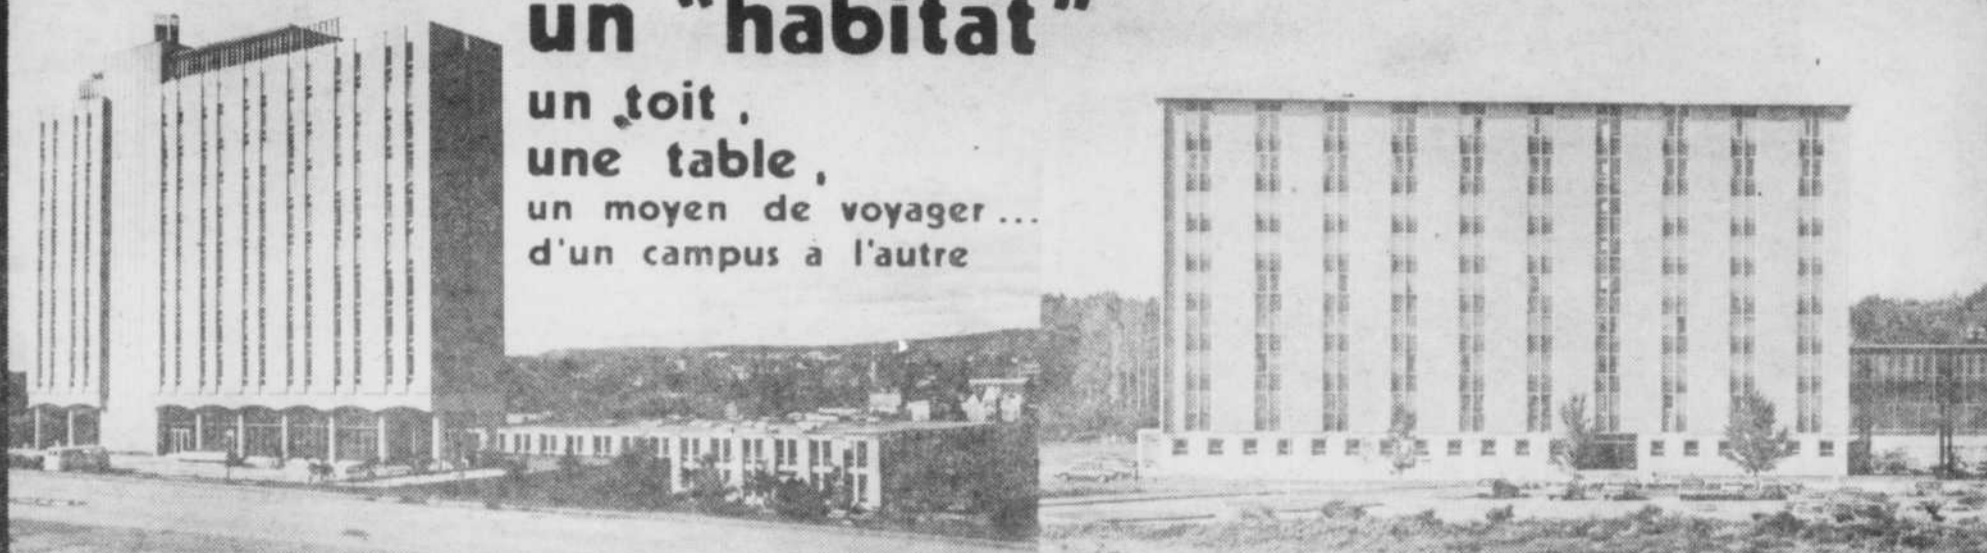 un "habitat"
un toit,
une table,
un moyen de voyager...
d'un campus a l'autre